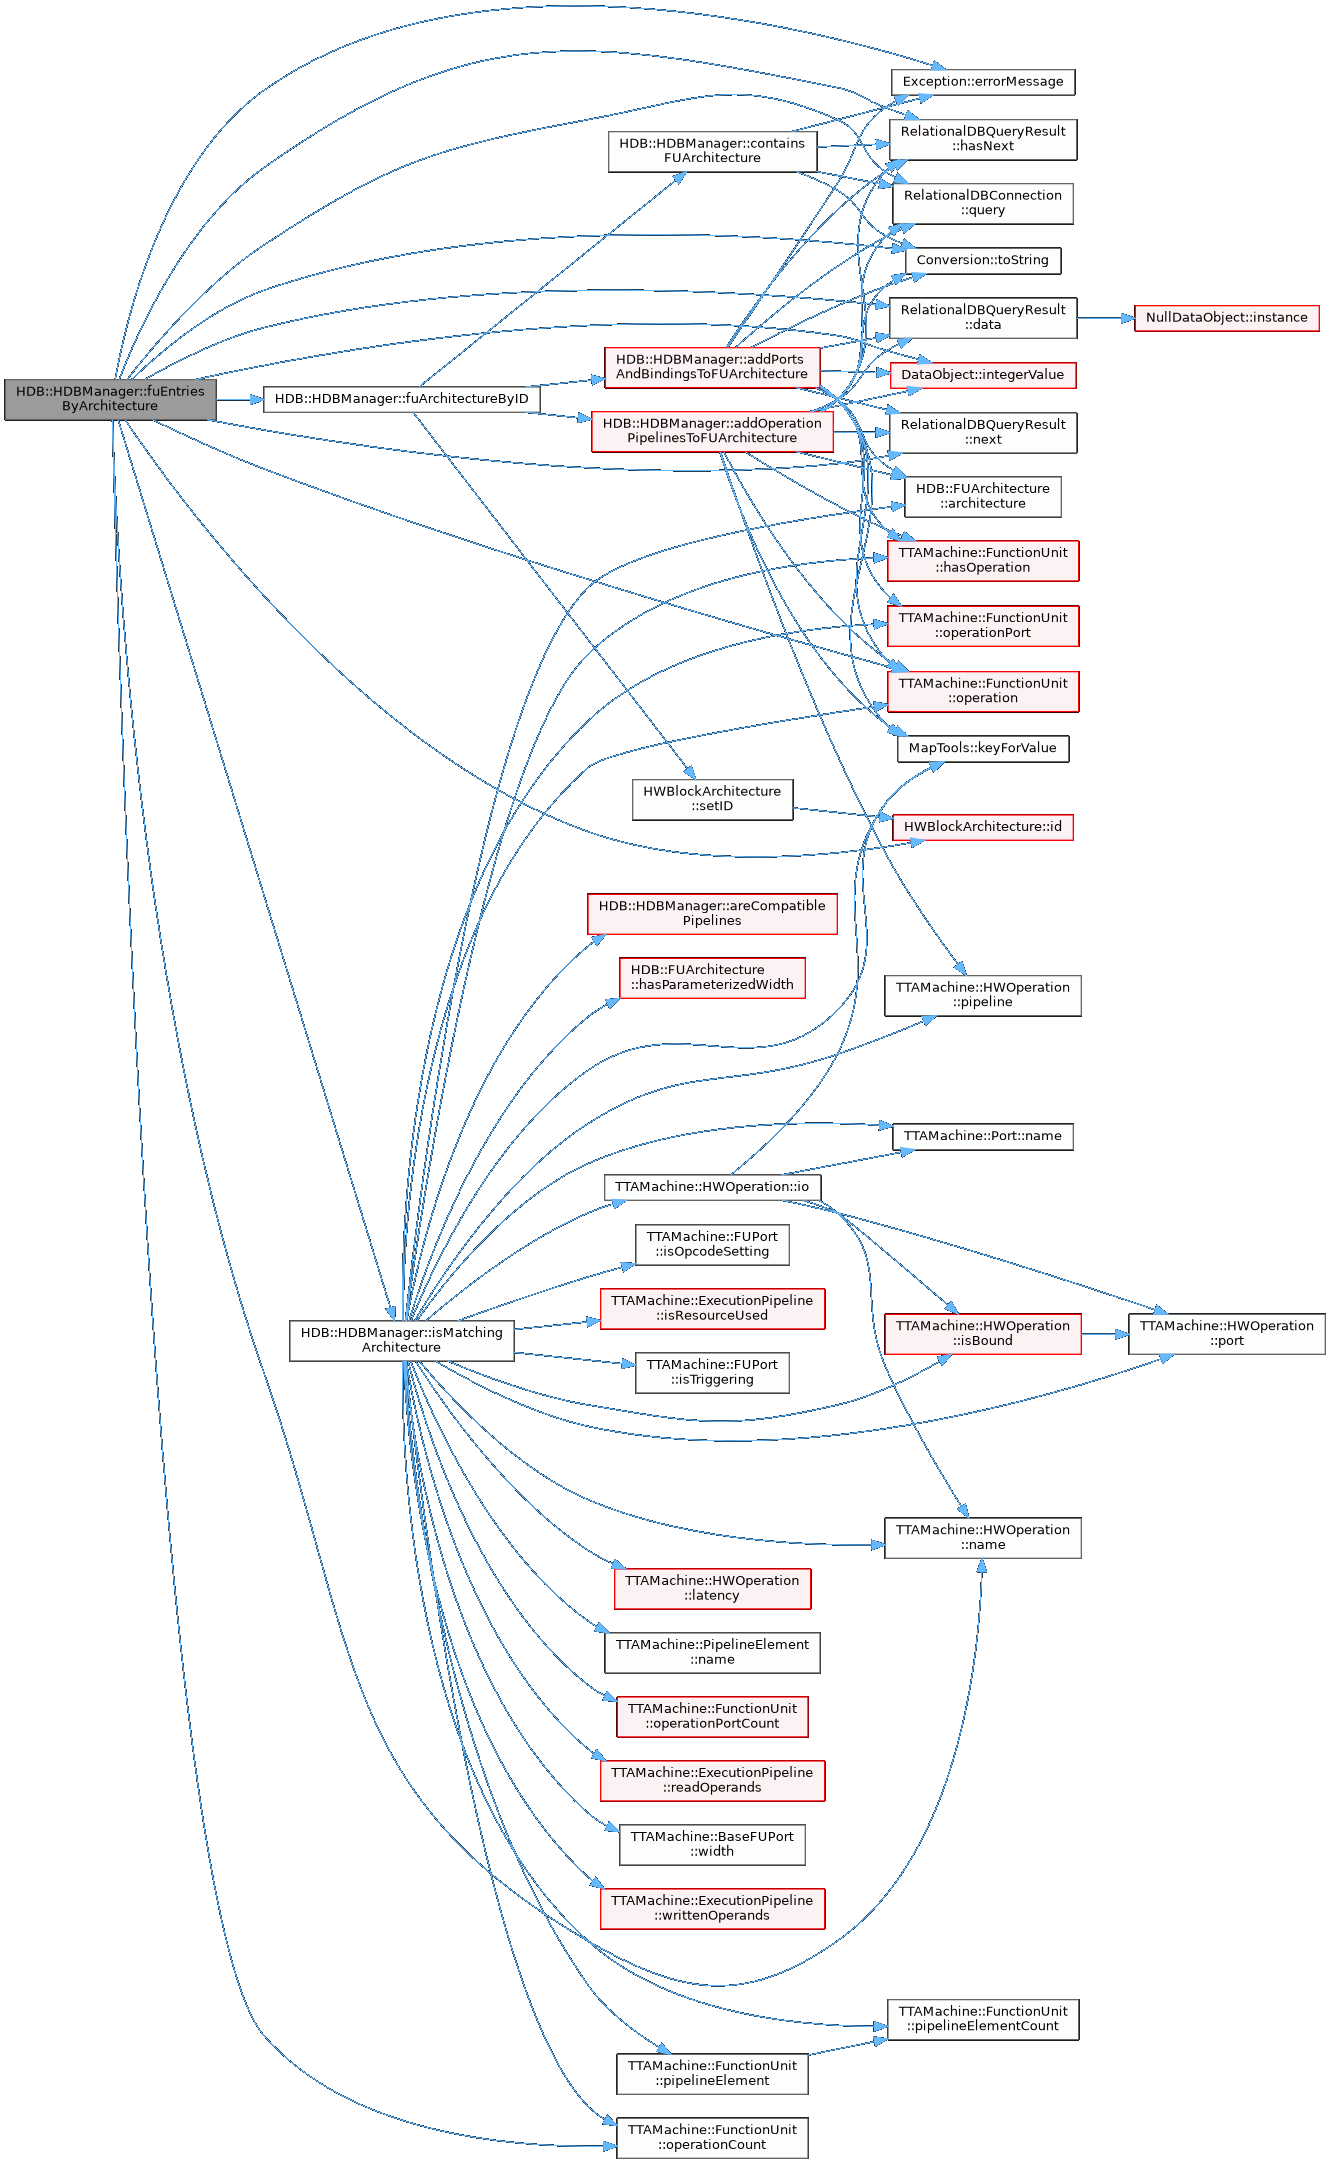 HDB::HDBManager::fuEntries
ByArchitecture
HDB::HDBManager::fuArchitectureByID
HDB::HDBManager::isMatching
Architecture
HDB::HDBManager::contains
FUArchitecture
HDB::HDBManager::addPorts
AndBindingsToFUArchitecture
HDB::HDBManager::addOperation
PipelinesToFUArchitecture
HWBlockArchitecture
::setID
HDB::HDBManager::areCompatible
Pipelines
HDB::FUArchitecture
::hasParameterizedWidth
TTAMachine::HWOperation::io
TTAMachine::FUPort
::isOpcodeSetting
TTAMachine::ExecutionPipeline
::isResourceUsed
TTAMachine::FUPort
::isTriggering
TTAMachine::HWOperation
::latency
TTAMachine::PipelineElement
::name
TTAMachine::FunctionUnit
::operationPortCount
TTAMachine::ExecutionPipeline
::readOperands
TTAMachine::BaseFUPort
::width
TTAMachine::ExecutionPipeline
::writtenOperands
TTAMachine::FunctionUnit
::pipelineElement
TTAMachine::FunctionUnit
::operationCount
Exception::errorMessage
RelationalDBQueryResult
::hasNext
RelationalDBConnection
::query
Conversion::toString
RelationalDBQueryResult
::data
DataObject::integerValue
RelationalDBQueryResult
::next
HDB::FUArchitecture
::architecture
TTAMachine::FunctionUnit
::hasOperation
TTAMachine::FunctionUnit
::operationPort
TTAMachine::FunctionUnit
::operation
MapTools::keyForValue
HWBlockArchitecture::id
TTAMachine::HWOperation
::pipeline
TTAMachine::Port::name
TTAMachine::HWOperation
::isBound
TTAMachine::HWOperation
::name
TTAMachine::FunctionUnit
::pipelineElementCount
NullDataObject::instance
TTAMachine::HWOperation
::port